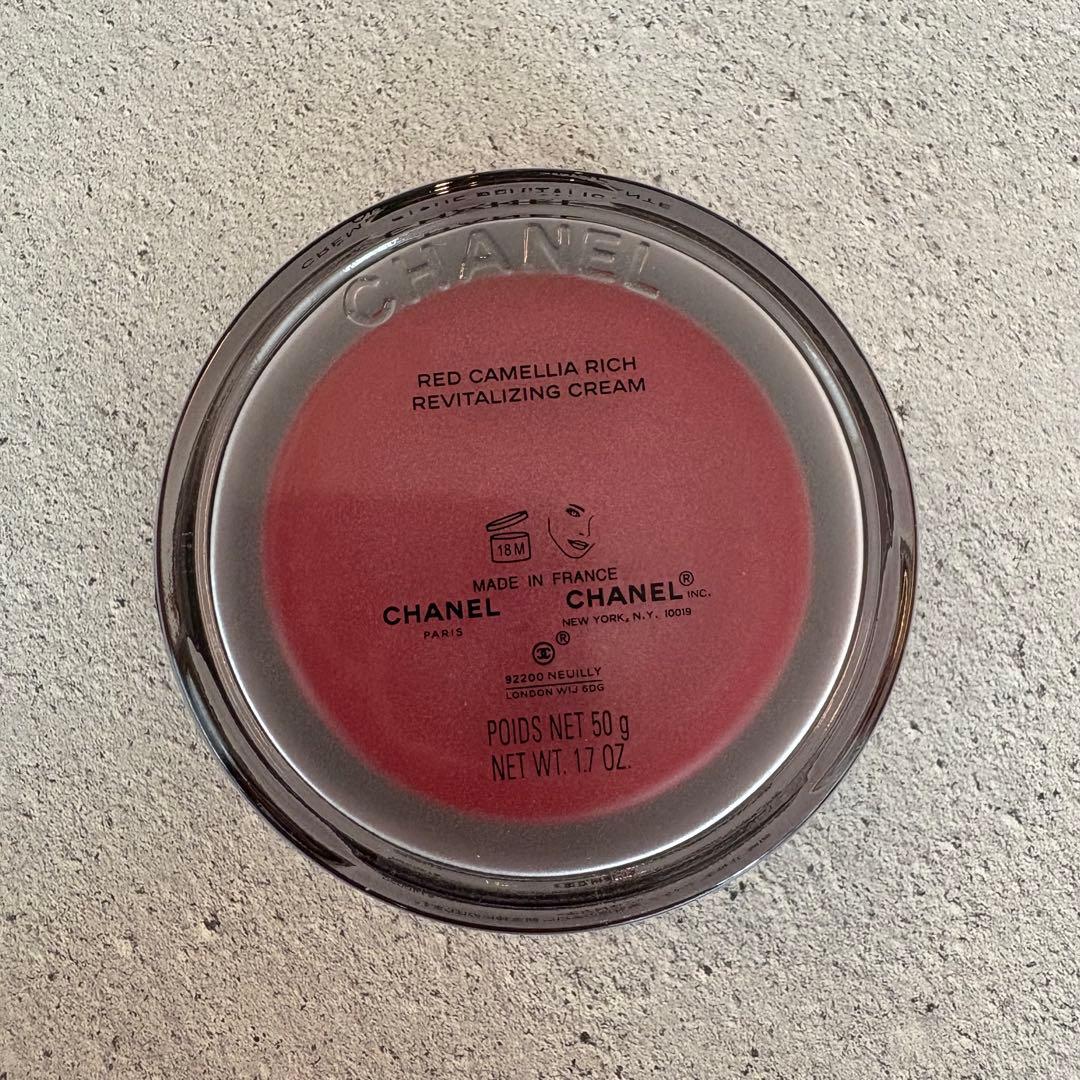 CHANEL
RED CAMELLIA RICH
REVITALIZING CREAM
18M
MADE IN FRANCE
CHANEL
PARIS
CHANEL® INC.
NEW YORK, N.Y. 10019
®
92200 NEUILLY
LONDON W1J 6DG
POIDS NET 50 g
NET WT. 1.7 OZ.